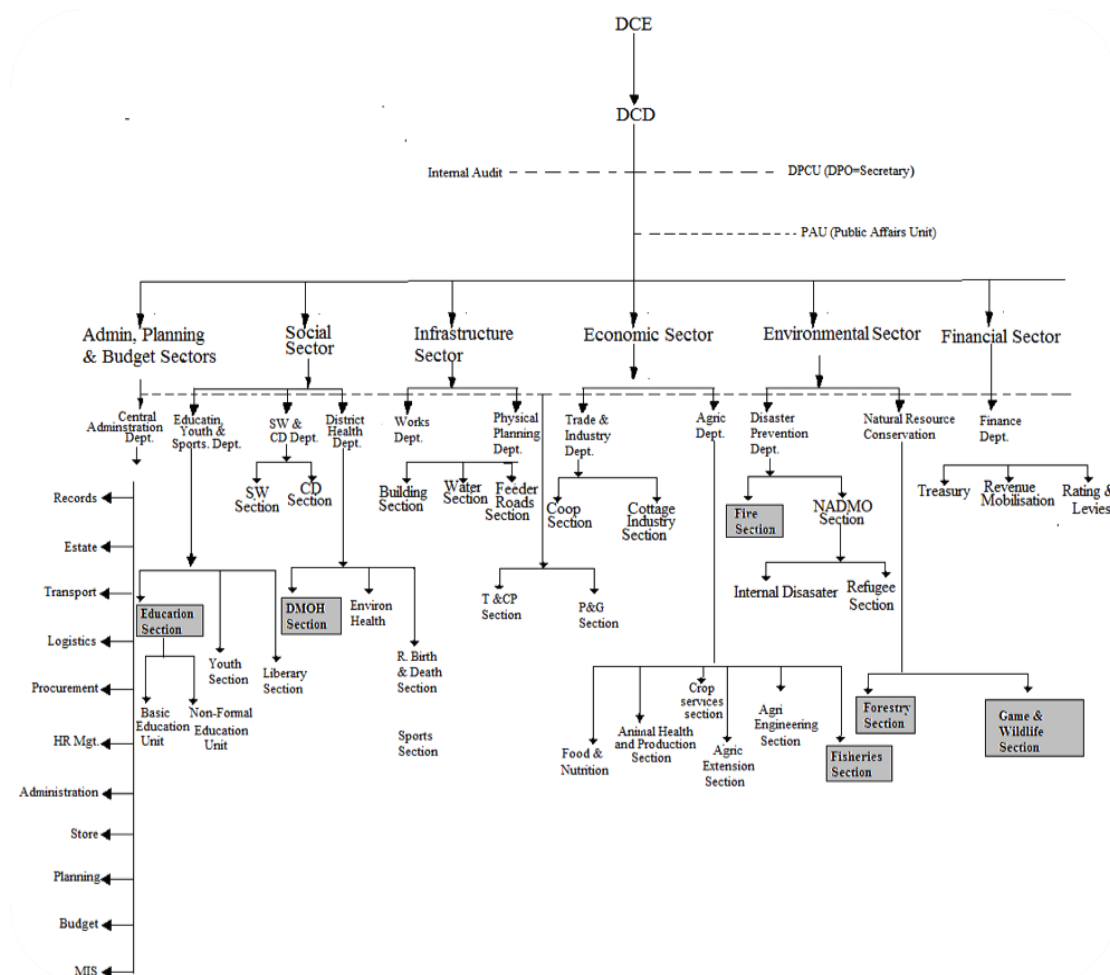 DCE
DCD
Internal Audit
DPCU (DPO=Secretary)
PAU (Public Affairs Unit)
Admin, Planning
& Budget Sectors
Social
Sector
Infrastructure
Sector
Economic Sector
Environmental Sector
Financial Sector
Central
Adminstration
Dept.
Educatin,
Youth &
Sports. Dept.
SW &
CD Dept.
District
Health
Dept.
Works
Dept.
Physical
Planning
Dept.
Trade &
Industry
Dept.
Agric
Dept.
Disaster
Prevention
Dept.
Natural Resource
Conservation
Finance
Dept.
SW
Section
CD
Section
Building
Section
Water
Section
Feeder
Roads
Section
Coop
Section
Cottage
Industry
Section
Fire
Section
NADMO
Section
Treasury
Revenue
Mobilisation
Rating &
Levies
Internal Disasater
Refugee
Section
Records
Estate
Transport
Logistics
Procurement
HR Mgt.
Administration
Store
Planning
Budget
MIS
Education
Section
Youth
Section
Liberary
Section
Basic
Education
Unit
Non-Formal
Education
Unit
DMOH
Section
Environ
Health
R. Birth
& Death
Section
Sports
Section
T &CP
Section
P&G
Section
Food &
Nutrition
Animal Health
and Production
Section
Crop
services
section
Agric
Extension
Section
Agri
Engineering
Section
Fisheries
Section
Forestry
Section
Game &
Wildlife
Section